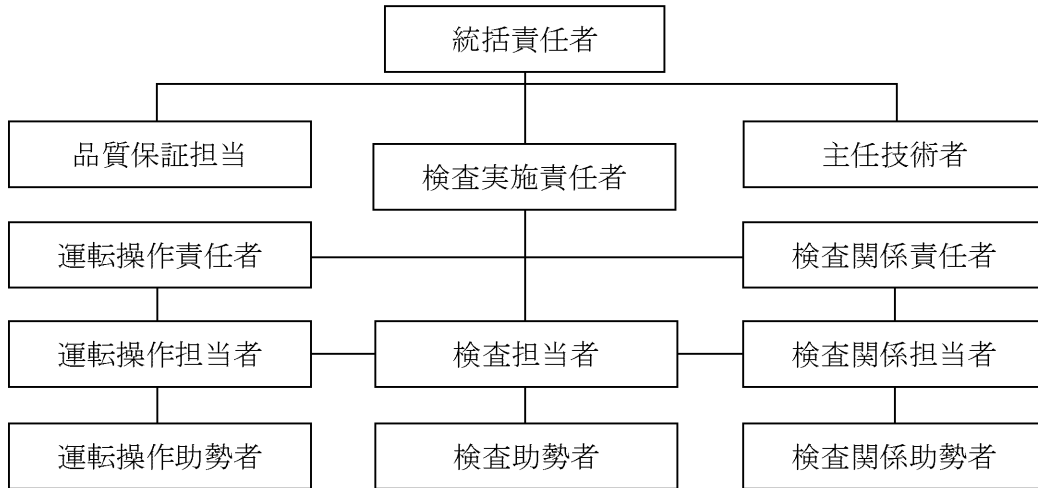 統括責任者
品質保証担当
検査実施責任者
主任技術者
運転操作責任者
検査関係責任者
運転操作担当者
検査担当者
検査関係担当者
運転操作助勢者
検査助勢者
検査関係助勢者